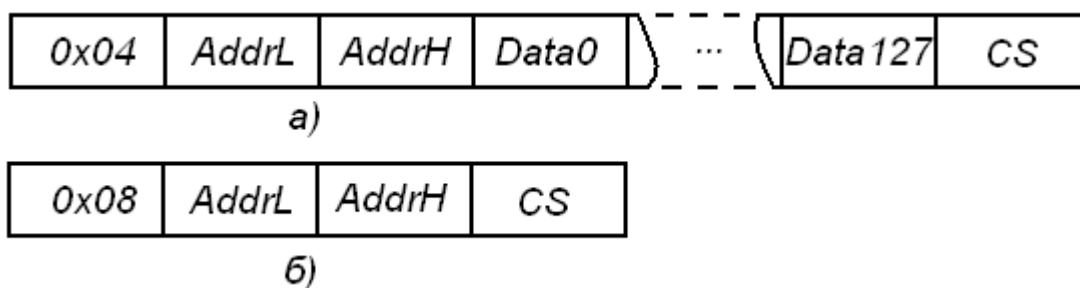 0x04 AddrL AddrH Data0 ... Data127 CS
а)
0x08 AddrL AddrH CS
б)